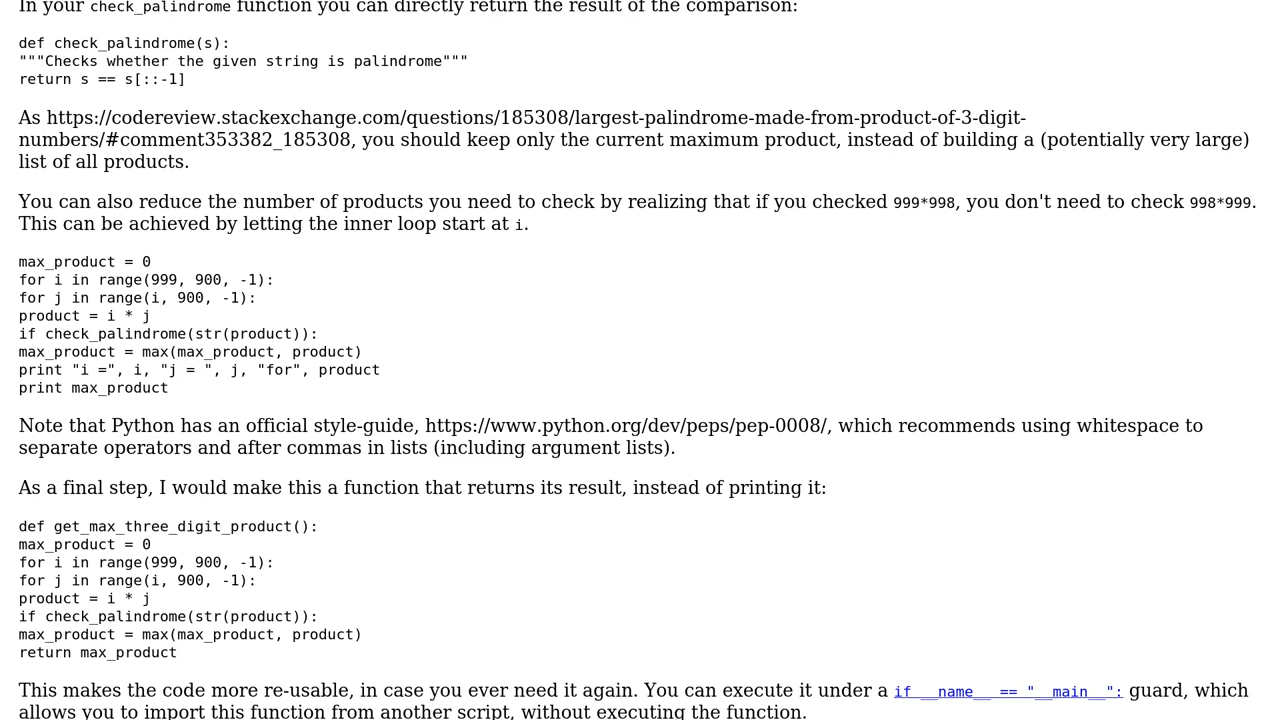 In your check_palindrome function you can directly return the result of the comparison:
def check_palindrome(s):
"""Checks whether the given string is palindrome"""
return s == s[::-1]
As https://codereview.stackexchange.com/questions/185308/largest-palindrome-made-from-product-of-3-digit-
numbers/#comment353382_185308, you should keep only the current maximum product, instead of building a (potentially very large)
list of all products.
You can also reduce the number of products you need to check by realizing that if you checked 999*998, you don't need to check 998*999.
This can be achieved by letting the inner loop start at i.
max_product = 0
for i in range(999, 900, -1):
for j in range(i, 900, -1):
product = i * j
if check_palindrome(str(product)):
max_product = max(max_product, product)
print "i =", i, "j = ", j, "for", product
print max_product
Note that Python has an official style-guide, https://www.python.org/dev/peps/pep-0008/, which recommends using whitespace to
separate operators and after commas in lists (including argument lists).
As a final step, I would make this a function that returns its result, instead of printing it:
def get_max_three_digit_product():
max_product = 0
for i in range(999, 900, -1):
for j in range(i, 900, -1):
product = i * j
if check_palindrome(str(product)):
max_product = max(max_product, product)
return max_product
This makes the code more re-usable, in case you ever need it again. You can execute it under a if __name__ == "__main__": guard, which
allows you to import this function from another script, without executing the function.